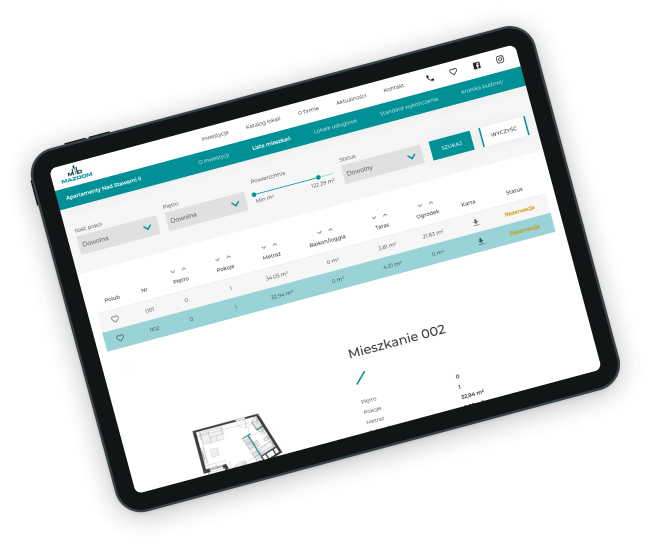 MAZDOM
Inwestycje
Katalog lokali
O firmie
Aktualności
Kontakt
Apartamenty Nad Stawami II
O inwestycji
Lista mieszkań
Lokale usługowe
Standard wykończenia
Kronika budowy
Ilość pokoi
Dowolna
Piętro
Dowolna
Powierzchnia
Min m²
122.29 m²
Status
Dowolny
SZUKAJ
WYCZYŚĆ
Polub Nr Piętro Pokoje Metraż Balkon/loggia Taras Ogródek Karta Status
001 0 1 34.05 m² 0 m² 3.81 m² 21.83 m² Rezerwacja
002 0 1 32.94 m² 0 m² 4.01 m² 0 m² Rezerwacja
Mieszkanie 002
Piętro 0
Pokoje 1
Metraż 32.94 m²